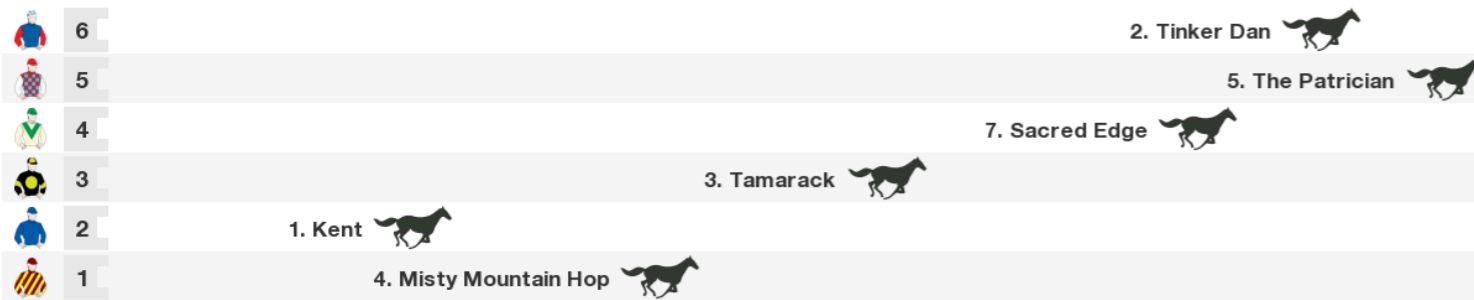 6 2. Tinker Dan
5 5. The Patrician
4 7. Sacred Edge
3 3. Tamarack
2 1. Kent
1 4. Misty Mountain Hop